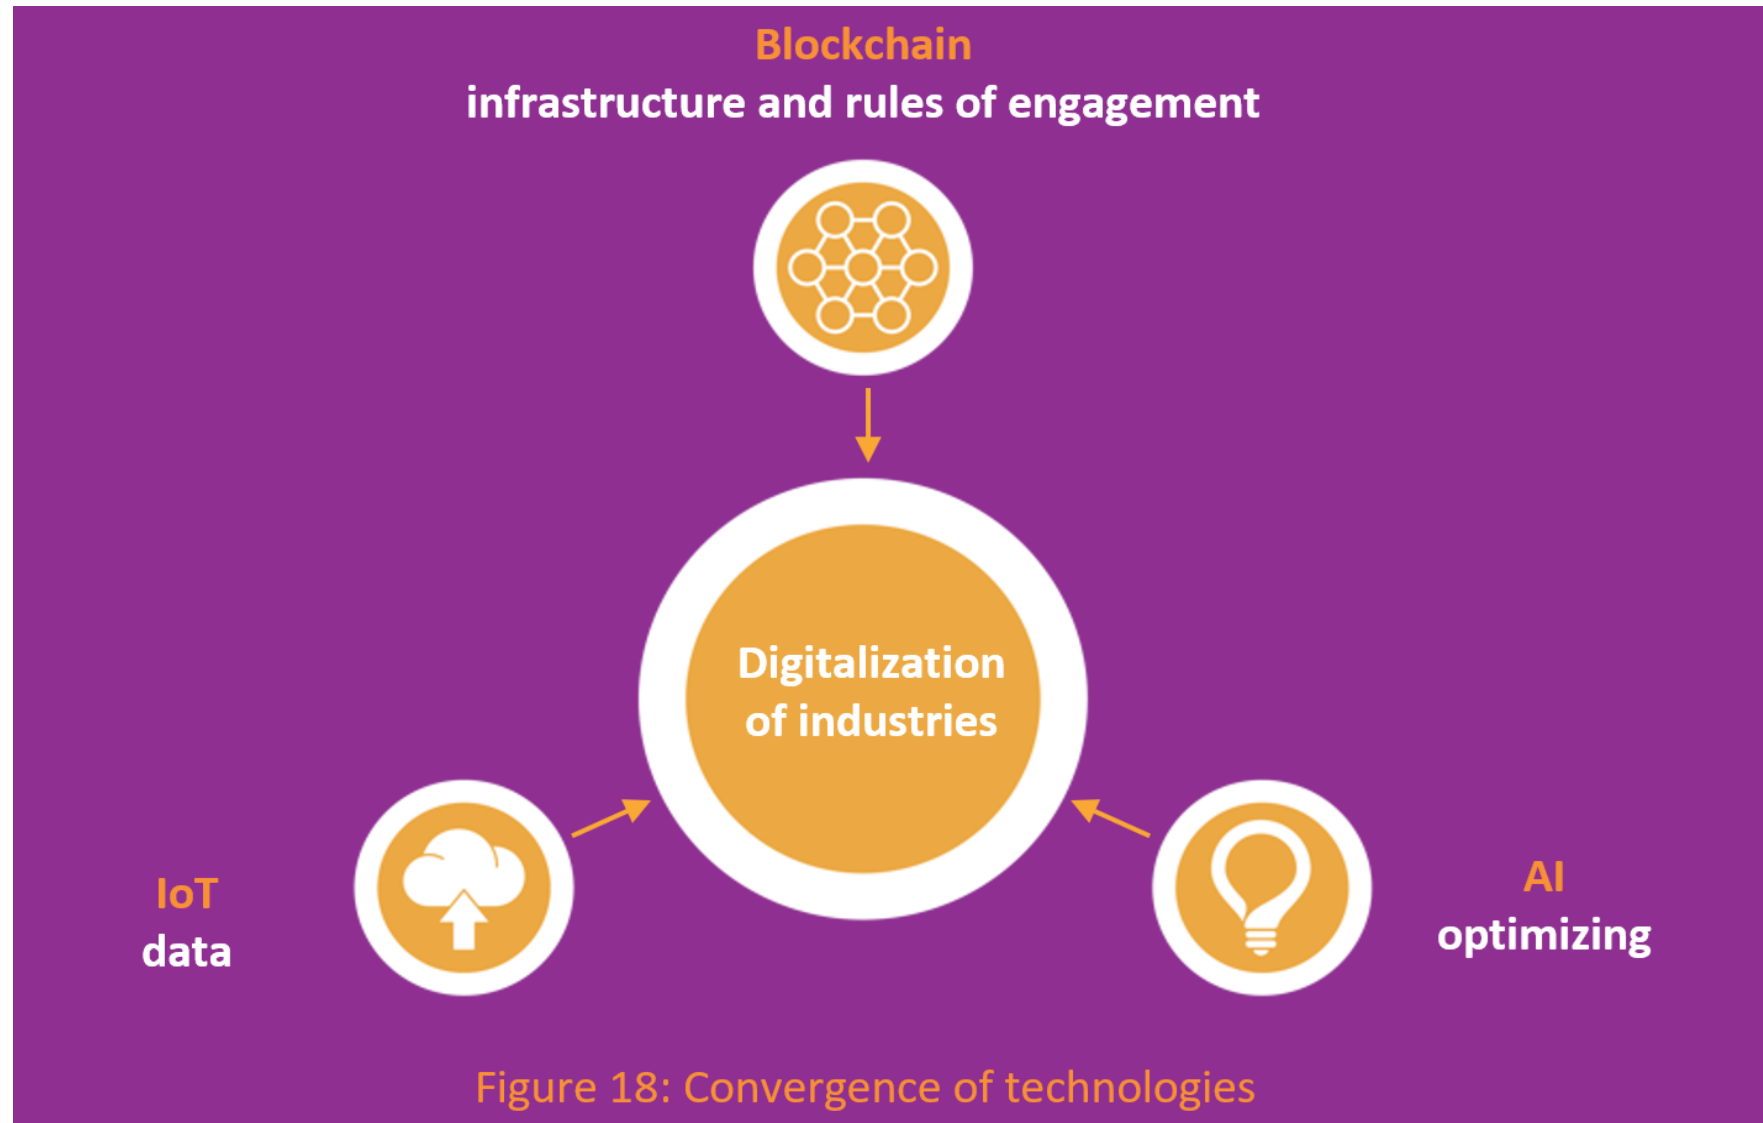 Blockchain
infrastructure and rules of engagement
Digitalization
of industries
IoT
data
AI
optimizing
Figure 18: Convergence of technologies